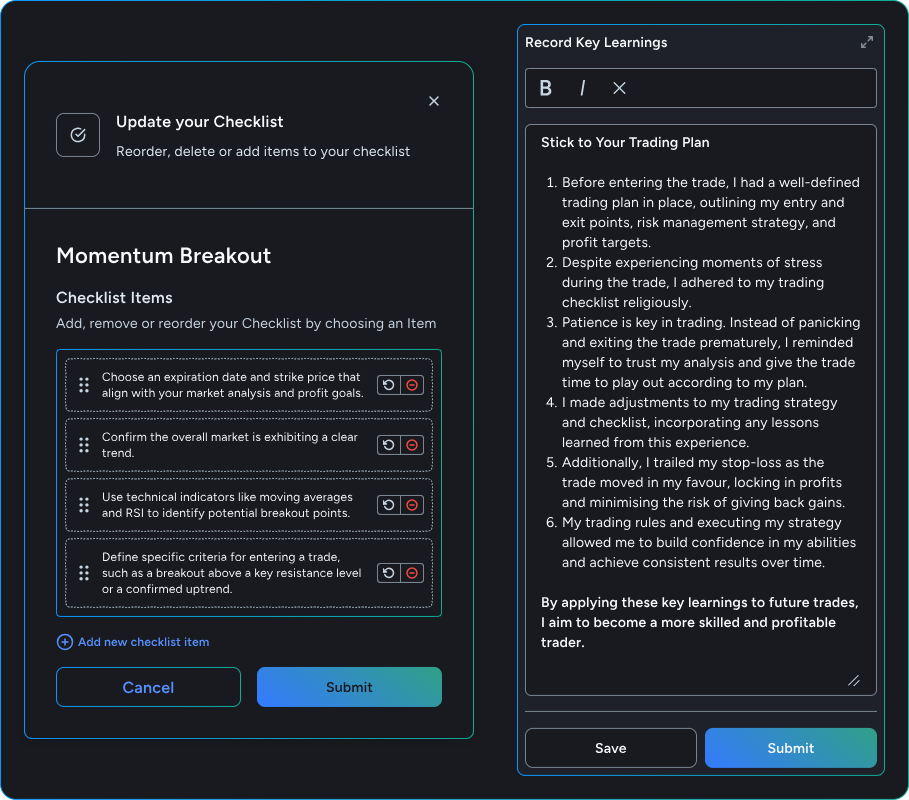 Update your Checklist
Reorder, delete or add items to your checklist
Momentum Breakout
Checklist Items
Add, remove or reorder your Checklist by choosing an Item
Choose an expiration date and strike price that
align with your market analysis and profit goals.
Confirm the overall market is exhibiting a clear
trend.
Use technical indicators like moving averages
and RSI to identify potential breakout points.
Define specific criteria for entering a trade,
such as a breakout above a key resistance level
or a confirmed uptrend.
Add new checklist item
Cancel
Submit
Record Key Learnings
B I
Stick to Your Trading Plan
1. Before entering the trade, I had a well-defined
trading plan in place, outlining my entry and
exit points, risk management strategy, and
profit targets.
2. Despite experiencing moments of stress
during the trade, I adhered to my trading
checklist religiously.
3. Patience is key in trading. Instead of panicking
and exiting the trade prematurely, I reminded
myself to trust my analysis and give the trade
time to play out according to my plan.
4. I made adjustments to my trading strategy
and checklist, incorporating any lessons
learned from this experience.
5. Additionally, I trailed my stop-loss as the
trade moved in my favour, locking in profits
and minimising the risk of giving back gains.
6. My trading rules and executing my strategy
allowed me to build confidence in my abilities
and achieve consistent results over time.
By applying these key learnings to future trades,
I aim to become a more skilled and profitable
trader.
Save
Submit